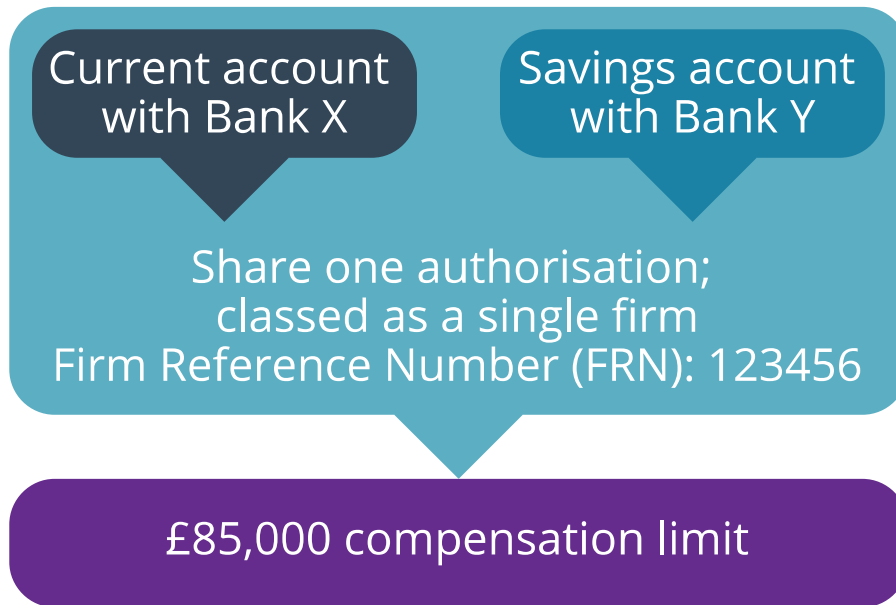 Current account
with Bank X
Savings account
with Bank Y
Share one authorisation;
classed as a single firm
Firm Reference Number (FRN): 123456
£85,000 compensation limit